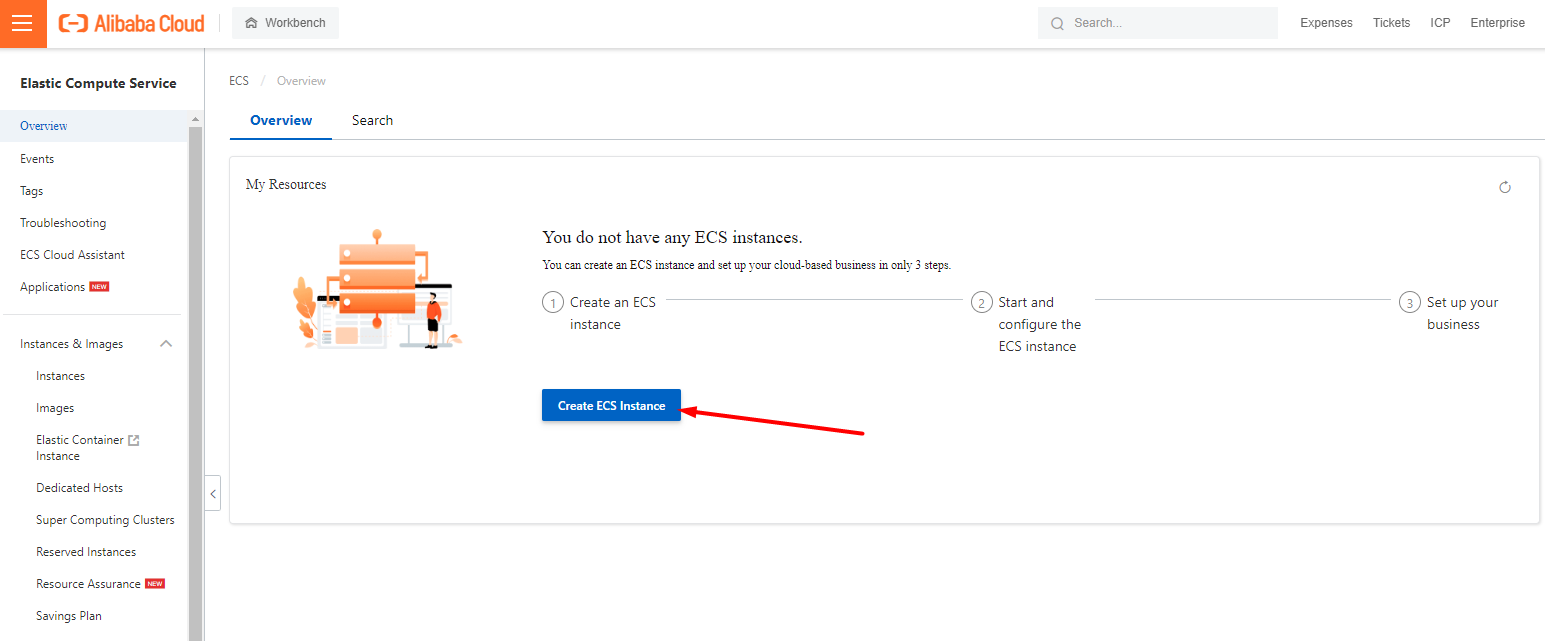 Alibaba Cloud
Workbench
Search...
Expenses
Tickets
ICP
Enterprise
Elastic Compute Service
Overview
Events
Tags
Troubleshooting
ECS Cloud Assistant
Applications NEW
Instances & Images
Instances
Images
Elastic Container
Instance
Dedicated Hosts
Super Computing Clusters
Reserved Instances
Resource Assurance NEW
Savings Plan
ECS / Overview
Overview
Search
My Resources
You do not have any ECS instances.
You can create an ECS instance and set up your cloud-based business in only 3 steps.
1 Create an ECS
instance
2 Start and
configure the
ECS instance
3 Set up your
business
Create ECS Instance